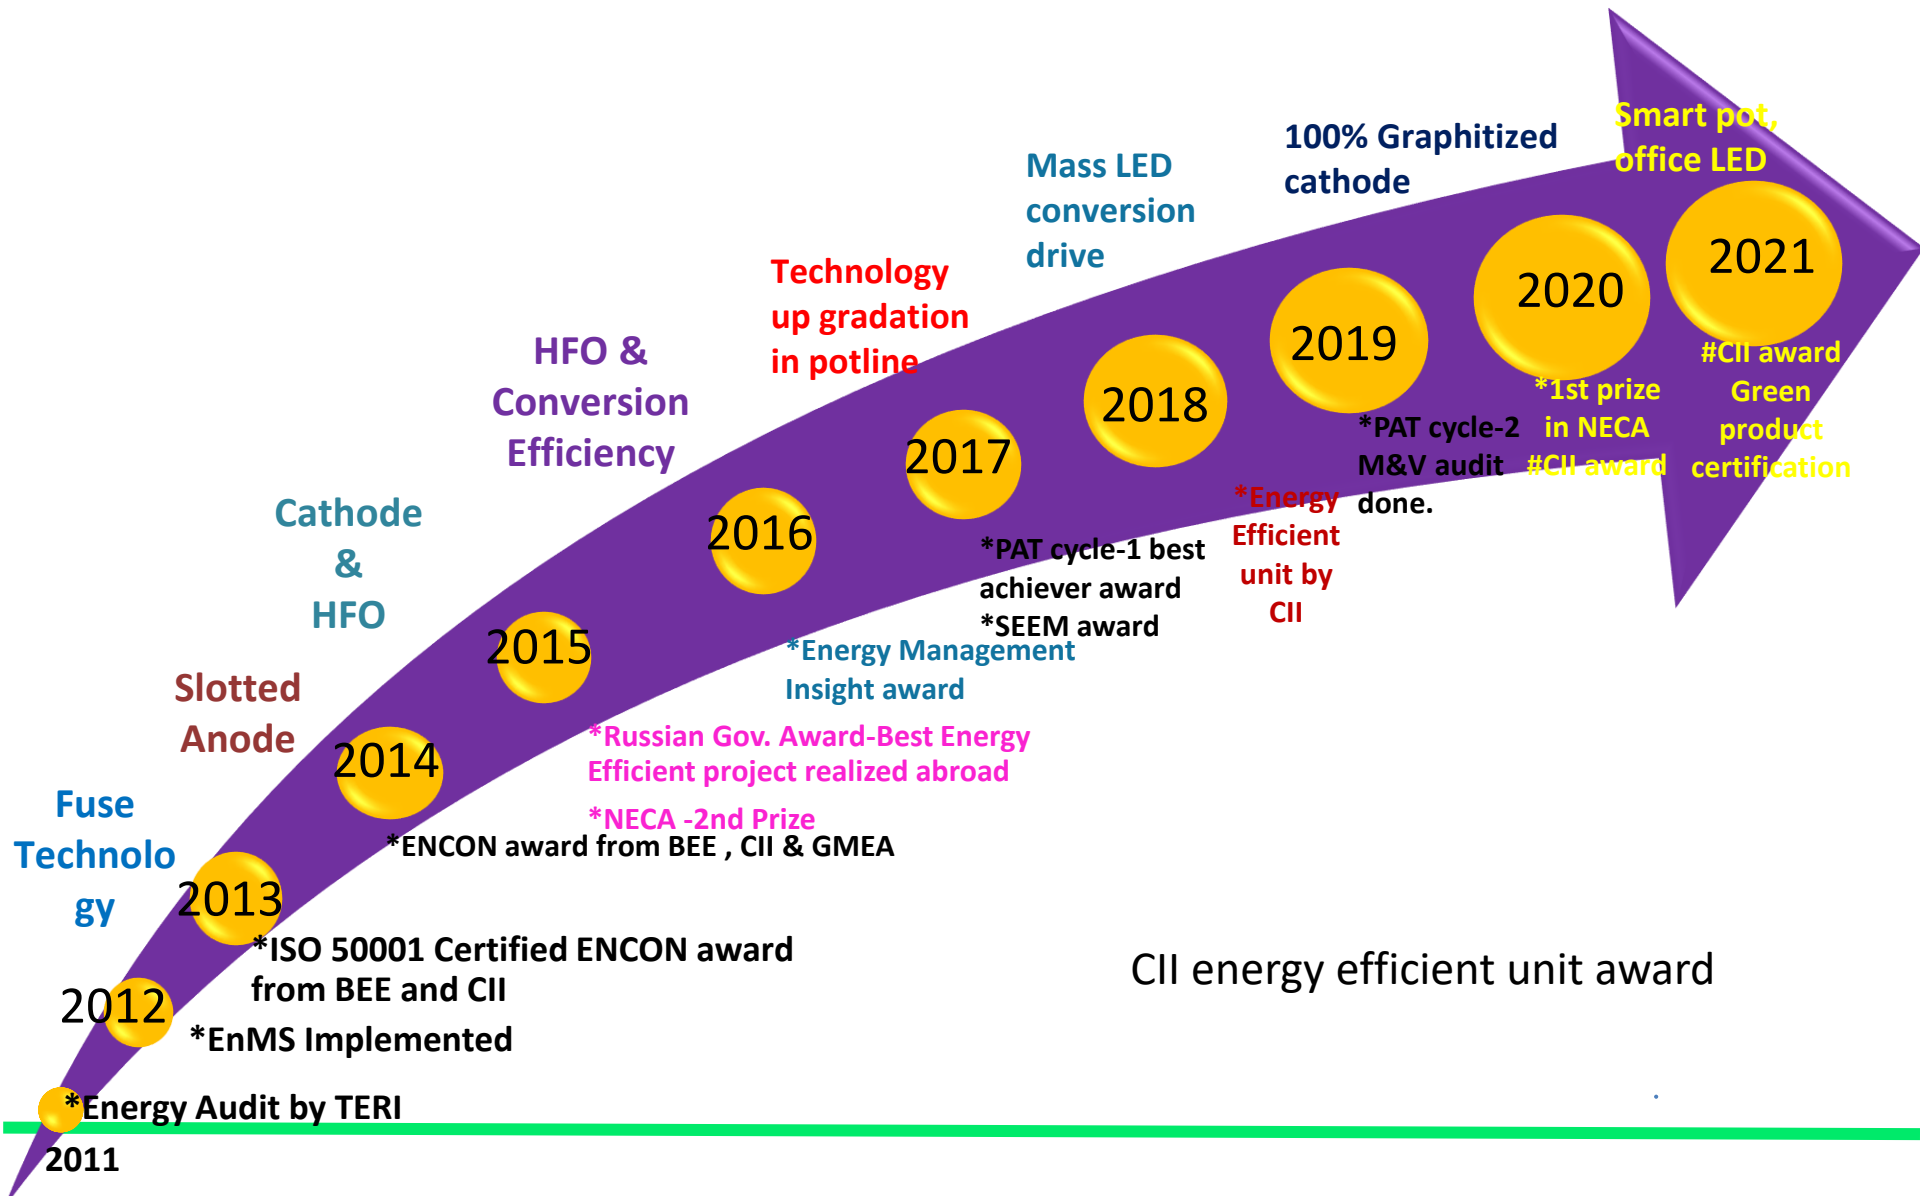 Smart pot,
office LED
100% Graphitized
cathode
Mass LED
conversion
drive
Technology
up gradation
in potline
HFO &
Conversion
Efficiency
Cathode
&
HFO
Slotted
Anode
Fuse
Technolo
gy
2021
2020
2019
2018
2017
2016
2015
2014
2013
2012
2011
#CII award
Green
product
certification
*1st prize
in NECA
#CII award
*PAT cycle-2
M&V audit
done.
*Energy
Efficient
unit by
CII
*PAT cycle-1 best
achiever award
*SEEM award
*Energy Management
Insight award
*Russian Gov. Award-Best Energy
Efficient project realized abroad
*NECA -2nd Prize
*ENCON award from BEE , CII & GMEA
*ISO 50001 Certified ENCON award
from BEE and CII
*EnMS Implemented
*Energy Audit by TERI
CII energy efficient unit award